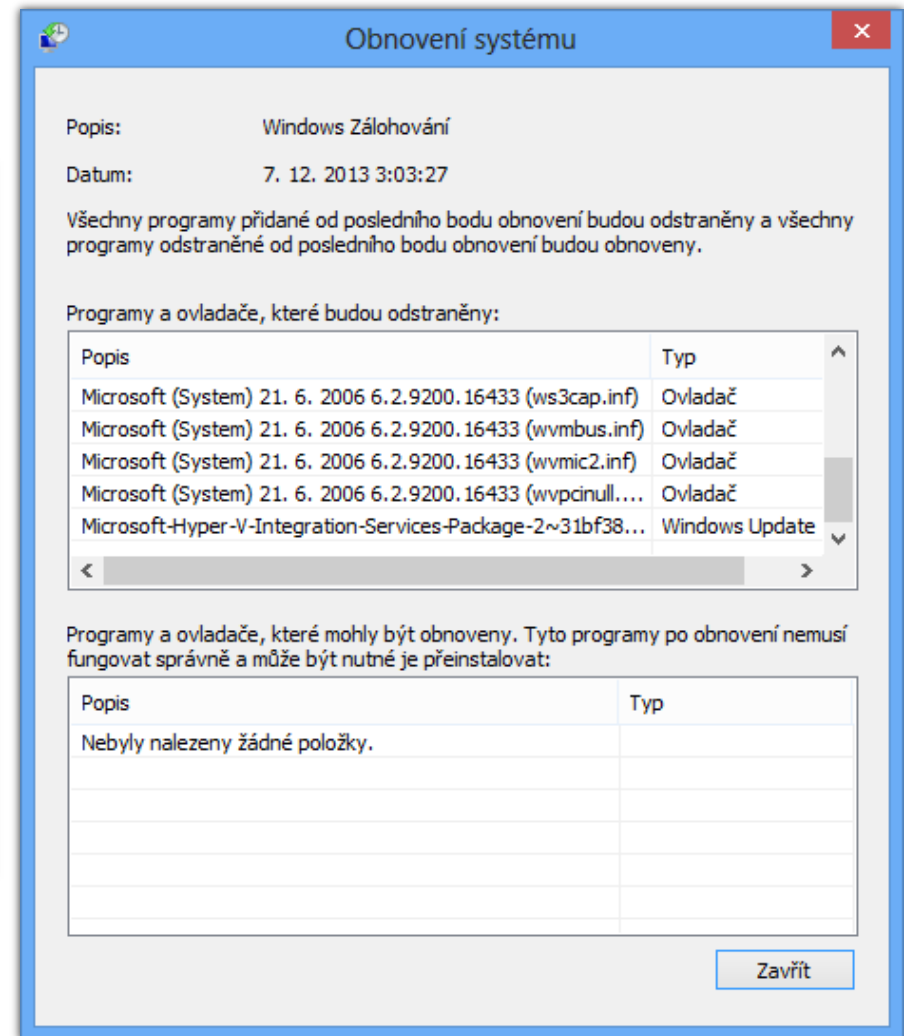 Obnovení systému
Popis: Windows Zálohování
Datum: 7. 12. 2013 3:03:27
Všechny programy přidané od posledního bodu obnovení budou odstraněny a všechny
programy odstraněné od posledního bodu obnovení budou obnoveny.
Programy a ovladače, které budou odstraněny:
Popis Typ
Microsoft (System) 21. 6. 2006 6.2.9200.16433 (ws3cap.inf) Ovladač
Microsoft (System) 21. 6. 2006 6.2.9200.16433 (wvmbus.inf) Ovladač
Microsoft (System) 21. 6. 2006 6.2.9200.16433 (wvmic2.inf) Ovladač
Microsoft (System) 21. 6. 2006 6.2.9200.16433 (wvpcinull.... Ovladač
Microsoft-Hyper-V-Integration-Services-Package-2~31bf38... Windows Update
Programy a ovladače, které mohly být obnoveny. Tyto programy po obnovení nemusí
fungovat správně a může být nutné je přeinstalovat:
Popis Typ
Nebyly nalezeny žádné položky.
Zavřít